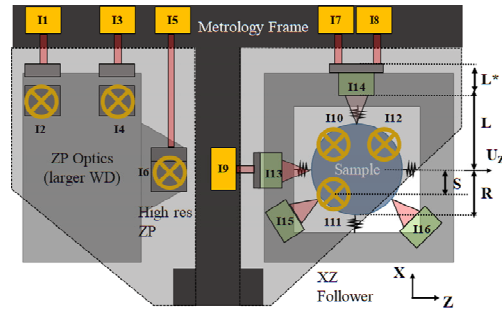 I1
I3
I5
Metrology Frame
I7
I8
I14
L*
I2
I4
I10
I12
L
ZP Optics
(larger WD)
I6
I9
I13
Sample
Uz
S
R
High res
ZP
I11
I15
I16
XZ
Follower
X
Z